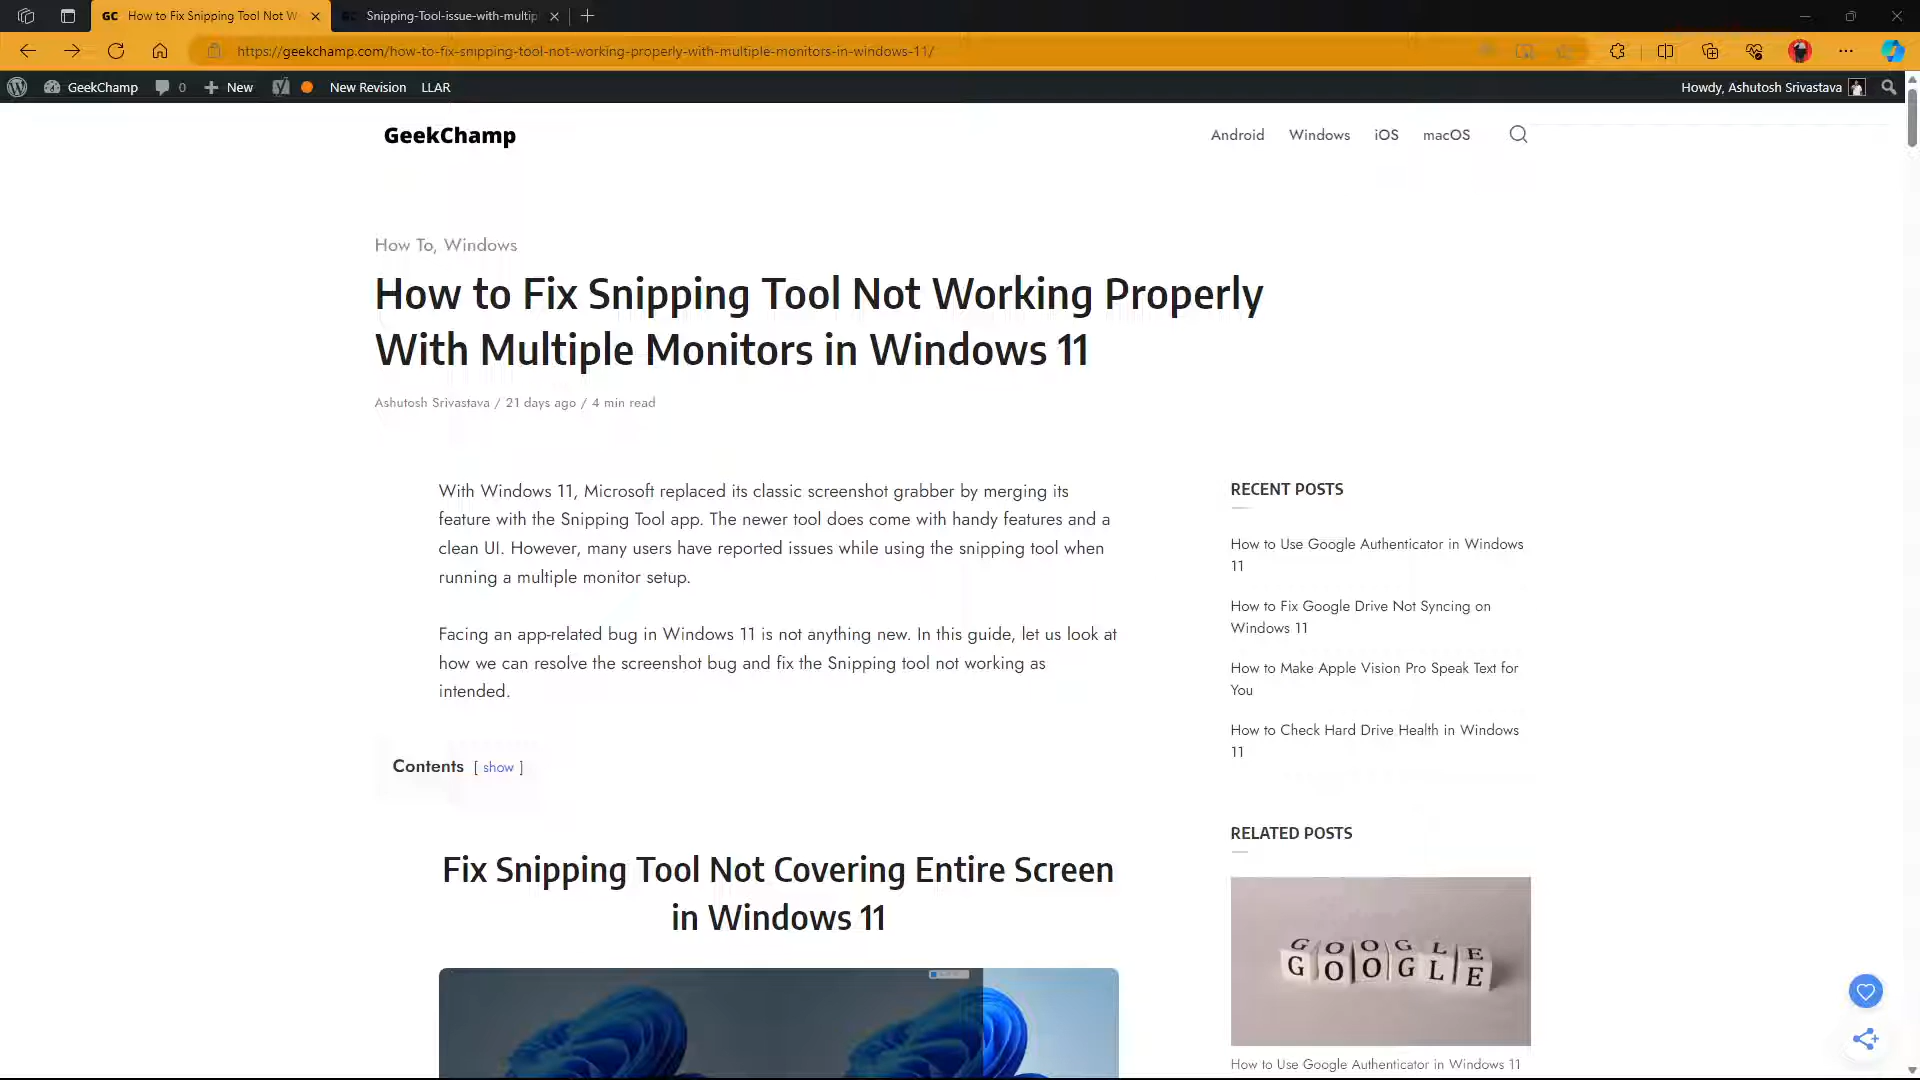 GC How to Fix Snipping Tool Not W
Snipping-Tool-issue-with-multip
https://geekchamp.com/how-to-fix-snipping-tool-not-working-properly-with-multiple-monitors-in-windows-11/
GeekChamp 0 New New Revision LLAR Howdy, Ashutosh Srivastava
GeekChamp
Android Windows iOS macOS
How To, Windows
How to Fix Snipping Tool Not Working Properly
With Multiple Monitors in Windows 11
Ashutosh Srivastava / 21 days ago / 4 min read
With Windows 11, Microsoft replaced its classic screenshot grabber by merging its
feature with the Snipping Tool app. The newer tool does come with handy features and a
clean UI. However, many users have reported issues while using the snipping tool when
running a multiple monitor setup.
Facing an app-related bug in Windows 11 is not anything new. In this guide, let us look at
how we can resolve the screenshot bug and fix the Snipping tool not working as
intended.
Contents [ show ]
Fix Snipping Tool Not Covering Entire Screen
in Windows 11
RECENT POSTS
How to Use Google Authenticator in Windows
11
How to Fix Google Drive Not Syncing on
Windows 11
How to Make Apple Vision Pro Speak Text for
You
How to Check Hard Drive Health in Windows
11
RELATED POSTS
GOOGLE
GOOGLE
How to Use Google Authenticator in Windows 11